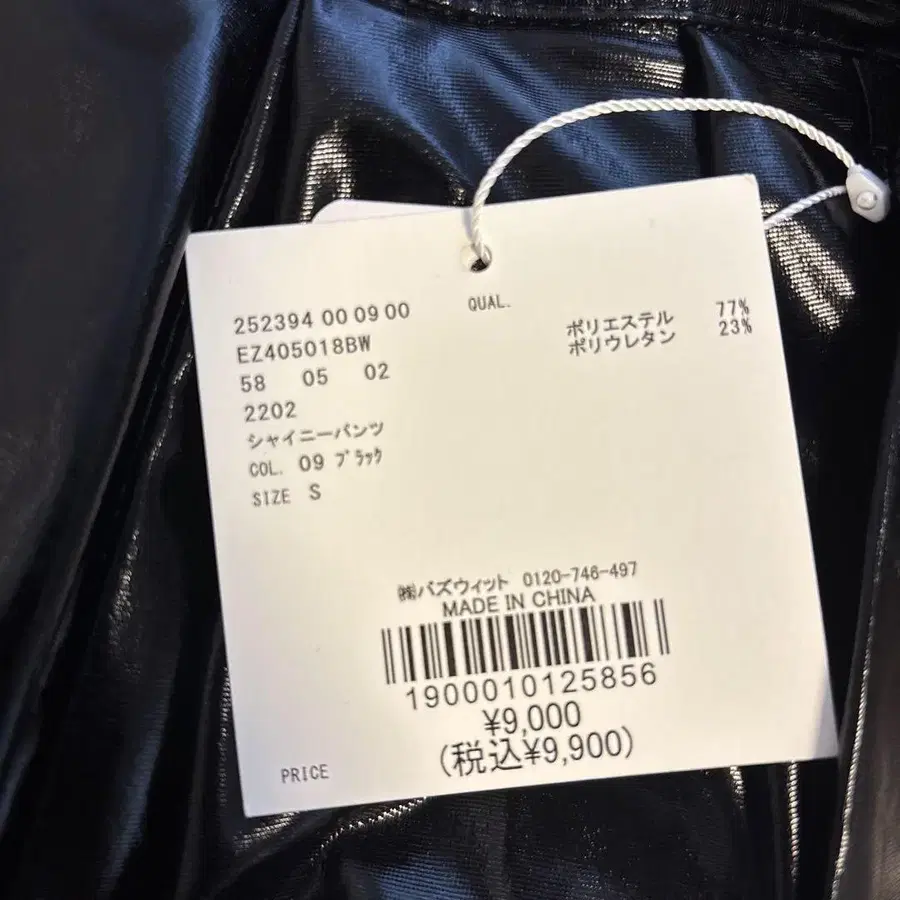 252394 00 09 00
QUAL.
ポリエステル 77%
ポリウレタン 23%
EZ405018BW
58 05 02
2202
シャイニーパンツ
COL. 09 ブラック
SIZE S
㈱バズウィット 0120-746-497
MADE IN CHINA
1900010125856
¥9,000
(税込¥9,900)
PRICE